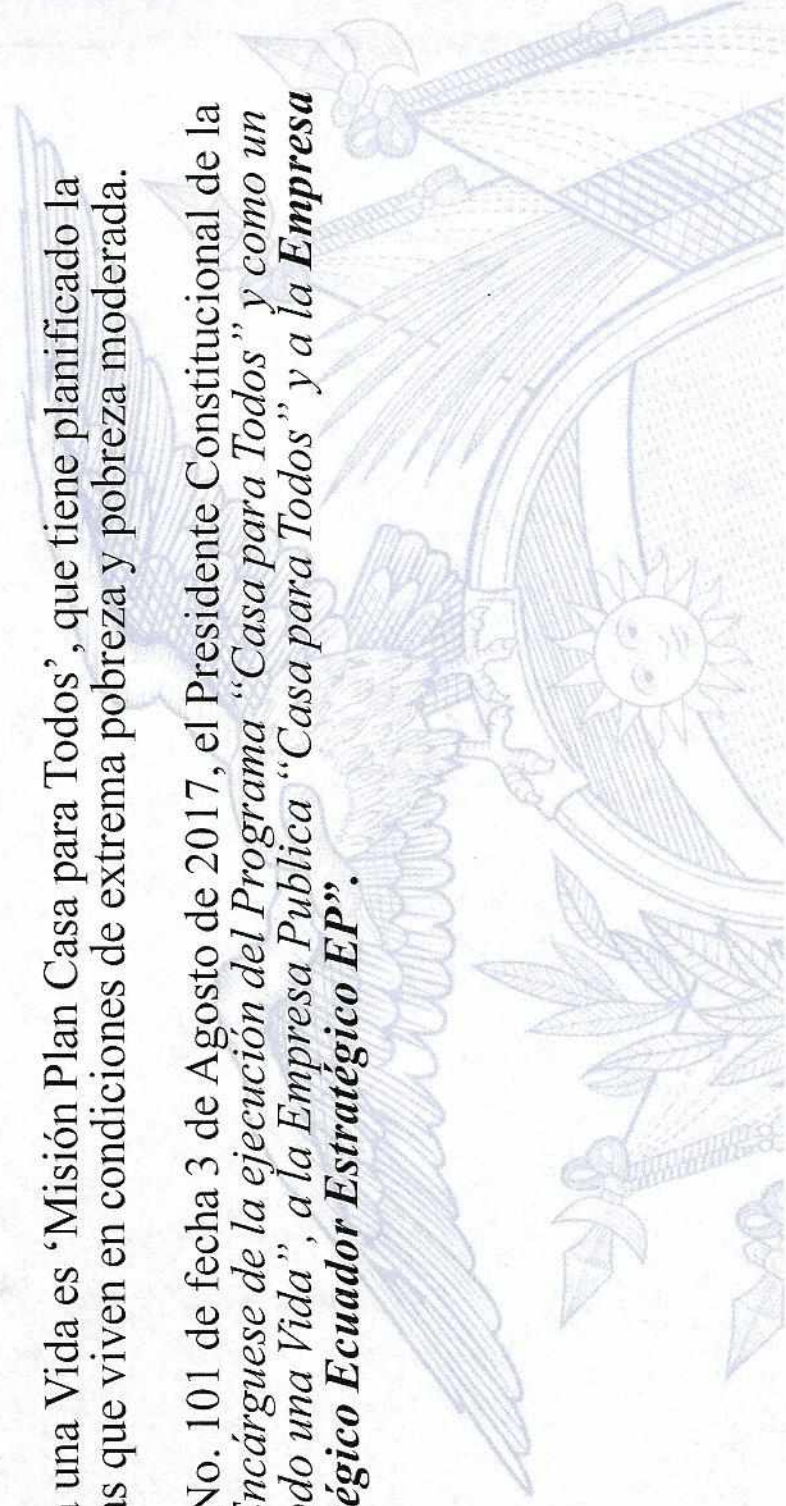 a una Vida es ‘Misión Plan Casa para Todos’, que tiene planificado la
as que viven en condiciones de extrema pobreza y pobreza moderada.
No. 101 de fecha 3 de Agosto de 2017, el Presidente Constitucional de la
Encárguese de la ejecución del Programa “Casa para Todos” y como un
do una Vida”, a la Empresa Publica “Casa para Todos” y a la Empresa
égico Ecuador Estratégico EP”.